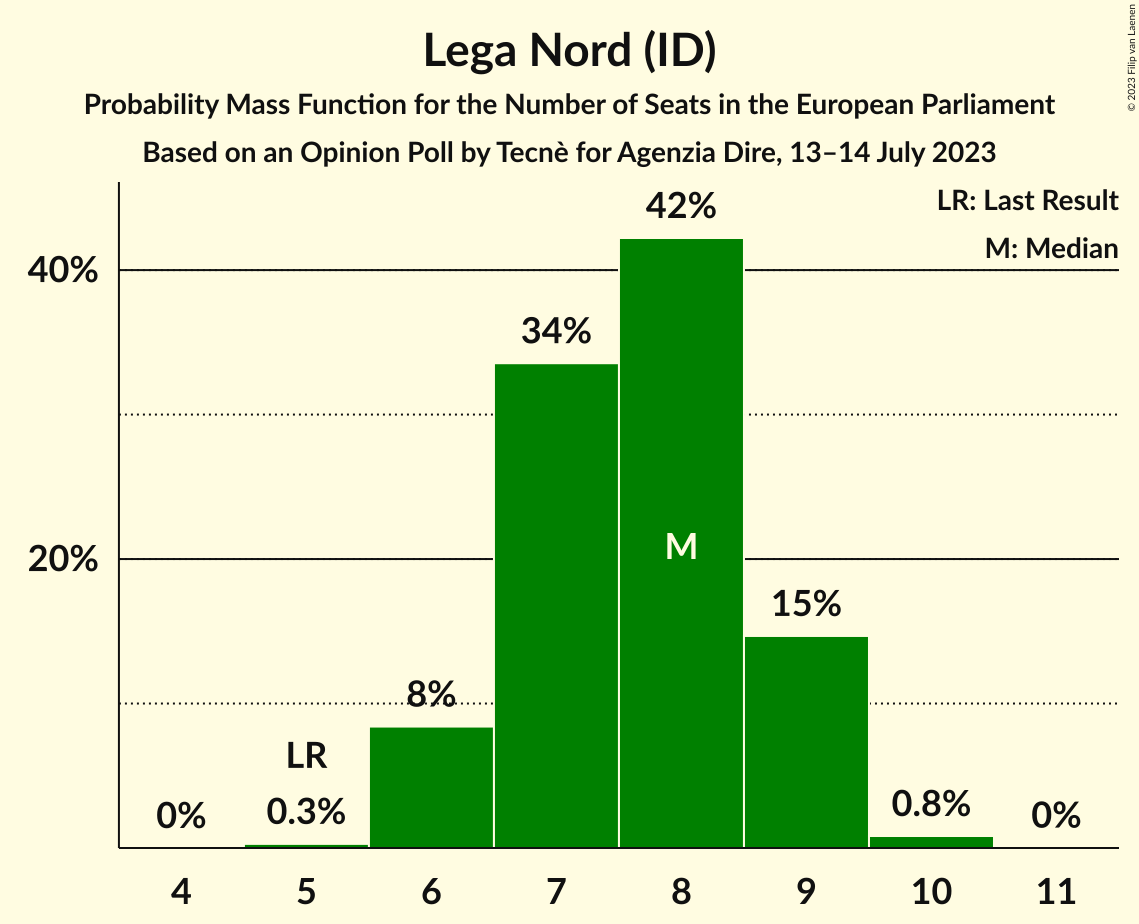 Lega Nord (ID)
Probability Mass Function for the Number of Seats in the European Parliament
Based on an Opinion Poll by Tecnè for Agenzia Dire, 13–14 July 2023
© 2023 Filip van Laenen
LR: Last Result
M: Median
40%
20%
0%
LR
0.3%
8%
34%
42%
M
15%
0.8%
0%
4 5 6 7 8 9 10 11